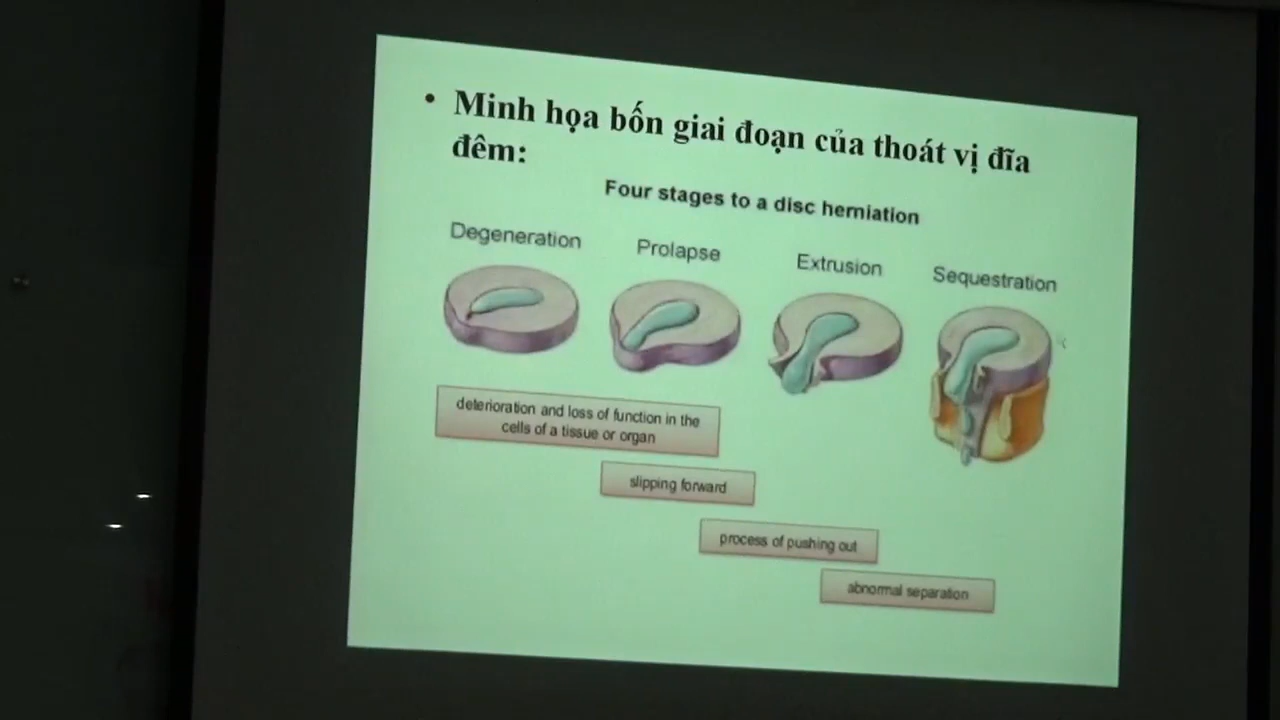 • Minh họa bốn giai đoạn của thoát vị đĩa
đêm:
Four stages to a disc herniation
Degeneration
Prolapse
Extrusion
Sequestration
deterioration and loss of function in the
cells of a tissue or organ
slipping forward
process of pushing out
abnormal separation